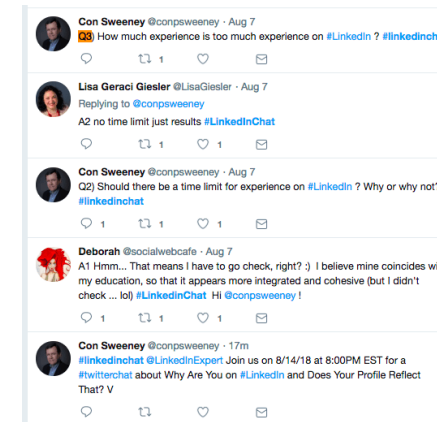 Con Sweeney @conpsweeney · Aug 7
Q3) How much experience is too much experience on #LinkedIn ? #linkedinch
1
Lisa Geraci Giesler @LisaGiesler · Aug 7
Replying to @conpsweeney
A2 no time limit just results #LinkedInChat
1 1
Con Sweeney @conpsweeney · Aug 7
Q2) Should there be a time limit for experience on #LinkedIn ? Why or why not?
#linkedinchat
1 1 1
Deborah @socialwebcafe · Aug 7
A1 Hmm... That means I have to go check, right? :) I believe mine coincides wi
my education, so that it appears more integrated and cohesive (but I didn't
check ... lol) #LinkedinChat Hi @conpsweeney !
1 1 1
Con Sweeney @conpsweeney · 17m
#linkedinchat @LinkedInExpert Join us on 8/14/18 at 8:00PM EST for a
#twitterchat about Why Are You on #LinkedIn and Does Your Profile Reflect
That? V